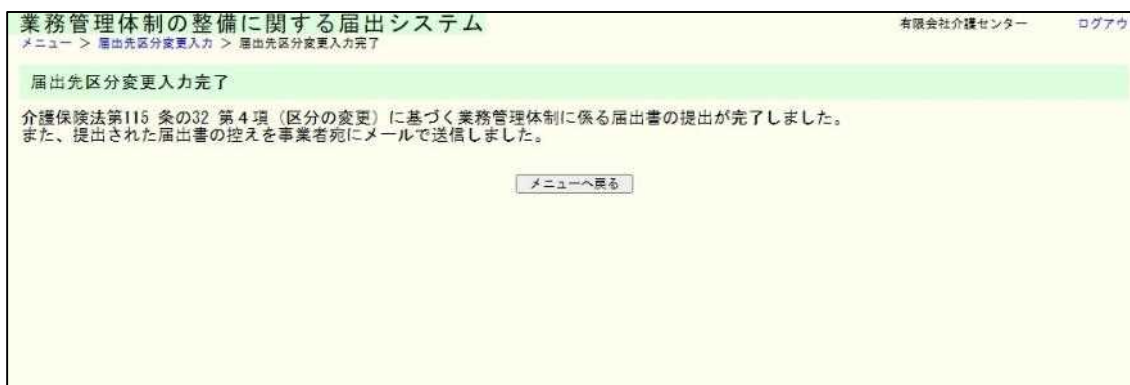 業務管理体制の整備に関する届出システム
有限会社介護センター ログアウ
メニュー ＞ 届出先区分変更入力 ＞ 届出先区分変更入力完了
届出先区分変更入力完了
介護保険法第115 条の32 第４項（区分の変更）に基づく業務管理体制に係る届出書の提出が完了しました。
また、提出された届出書の控えを事業者宛にメールで送信しました。
メニューへ戻る